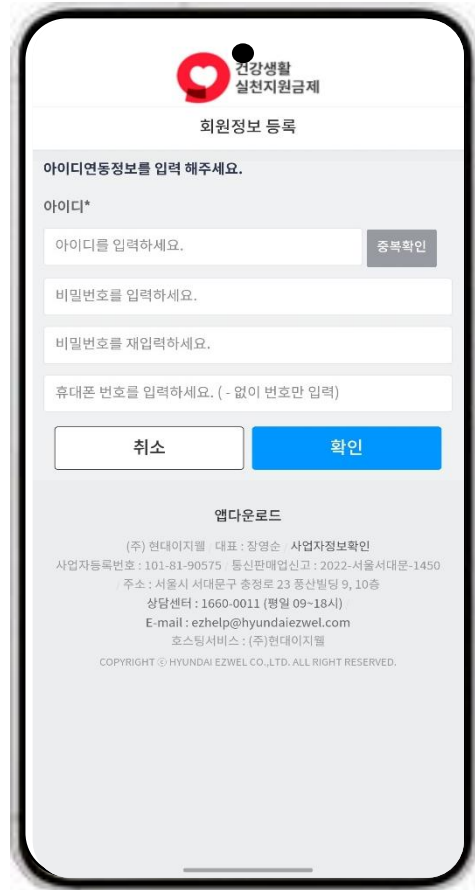 건강생활
실천지원금제
회원정보 등록
아이디연동정보를 입력 해주세요.
아이디*
아이디를 입력하세요. 중복확인
비밀번호를 입력하세요.
비밀번호를 재입력하세요.
휴대폰 번호를 입력하세요. ( - 없이 번호만 입력)
취소 확인
앱다운로드
(주) 현대이지웰 / 대표 : 장영순 / 사업자정보확인
사업자등록번호 : 101-81-90575 / 통신판매업신고 : 2022-서울서대문-1450
/ 주소 : 서울시 서대문구 충정로 23 풍산빌딩 9, 10층
상담센터 : 1660-0011 (평일 09~18시)
E-mail : ezhelp@hyundaiezwel.com
호스팅서비스 : (주)현대이지웰
COPYRIGHT ⓒ HYUNDAI EZWEL CO.,LTD. ALL RIGHT RESERVED.